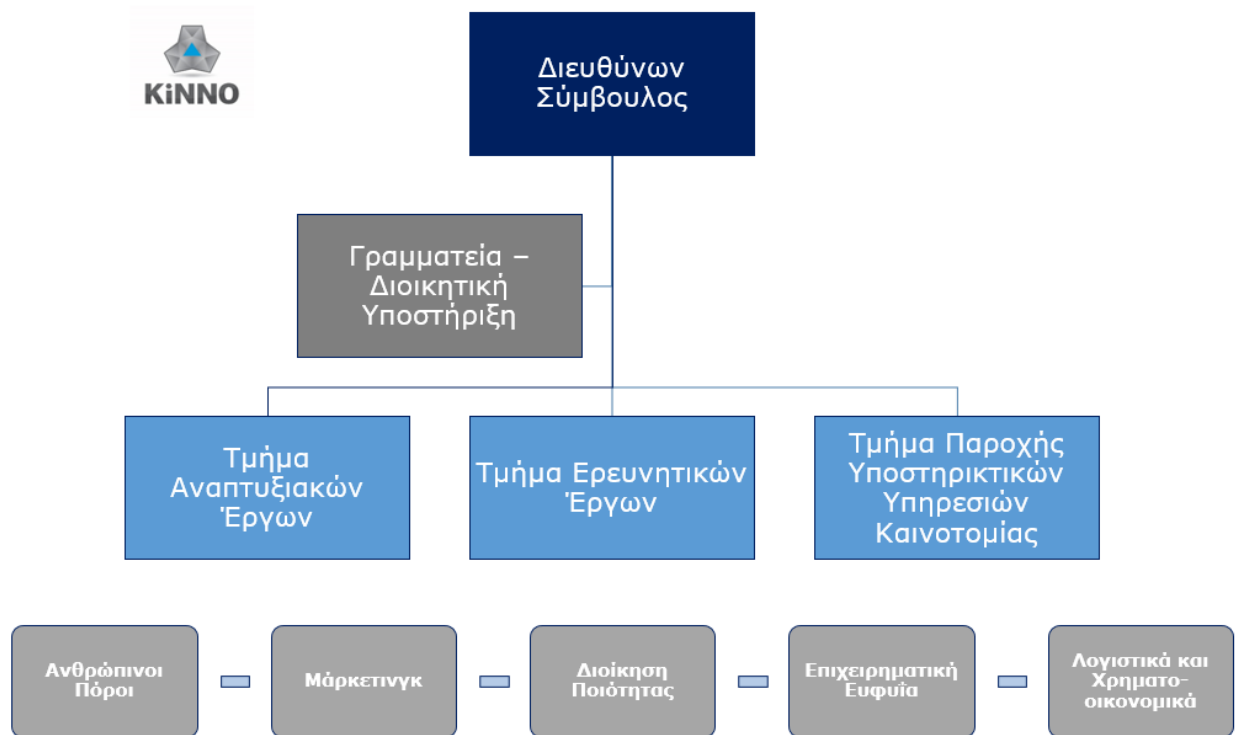 KiNNO
Διευθύνων
Σύμβουλος
Γραμματεία –
Διοικητική
Υποστήριξη
Τμήμα
Αναπτυξιακών
Έργων
Τμήμα Ερευνητικών
Έργων
Τμήμα Παροχής
Υποστηρικτικών
Υπηρεσιών
Καινοτομίας
Ανθρώπινοι
Πόροι
Μάρκετινγκ
Διοίκηση
Ποιότητας
Επιχειρηματική
Ευφυΐα
Λογιστικά και
Χρηματο-
οικονομικά